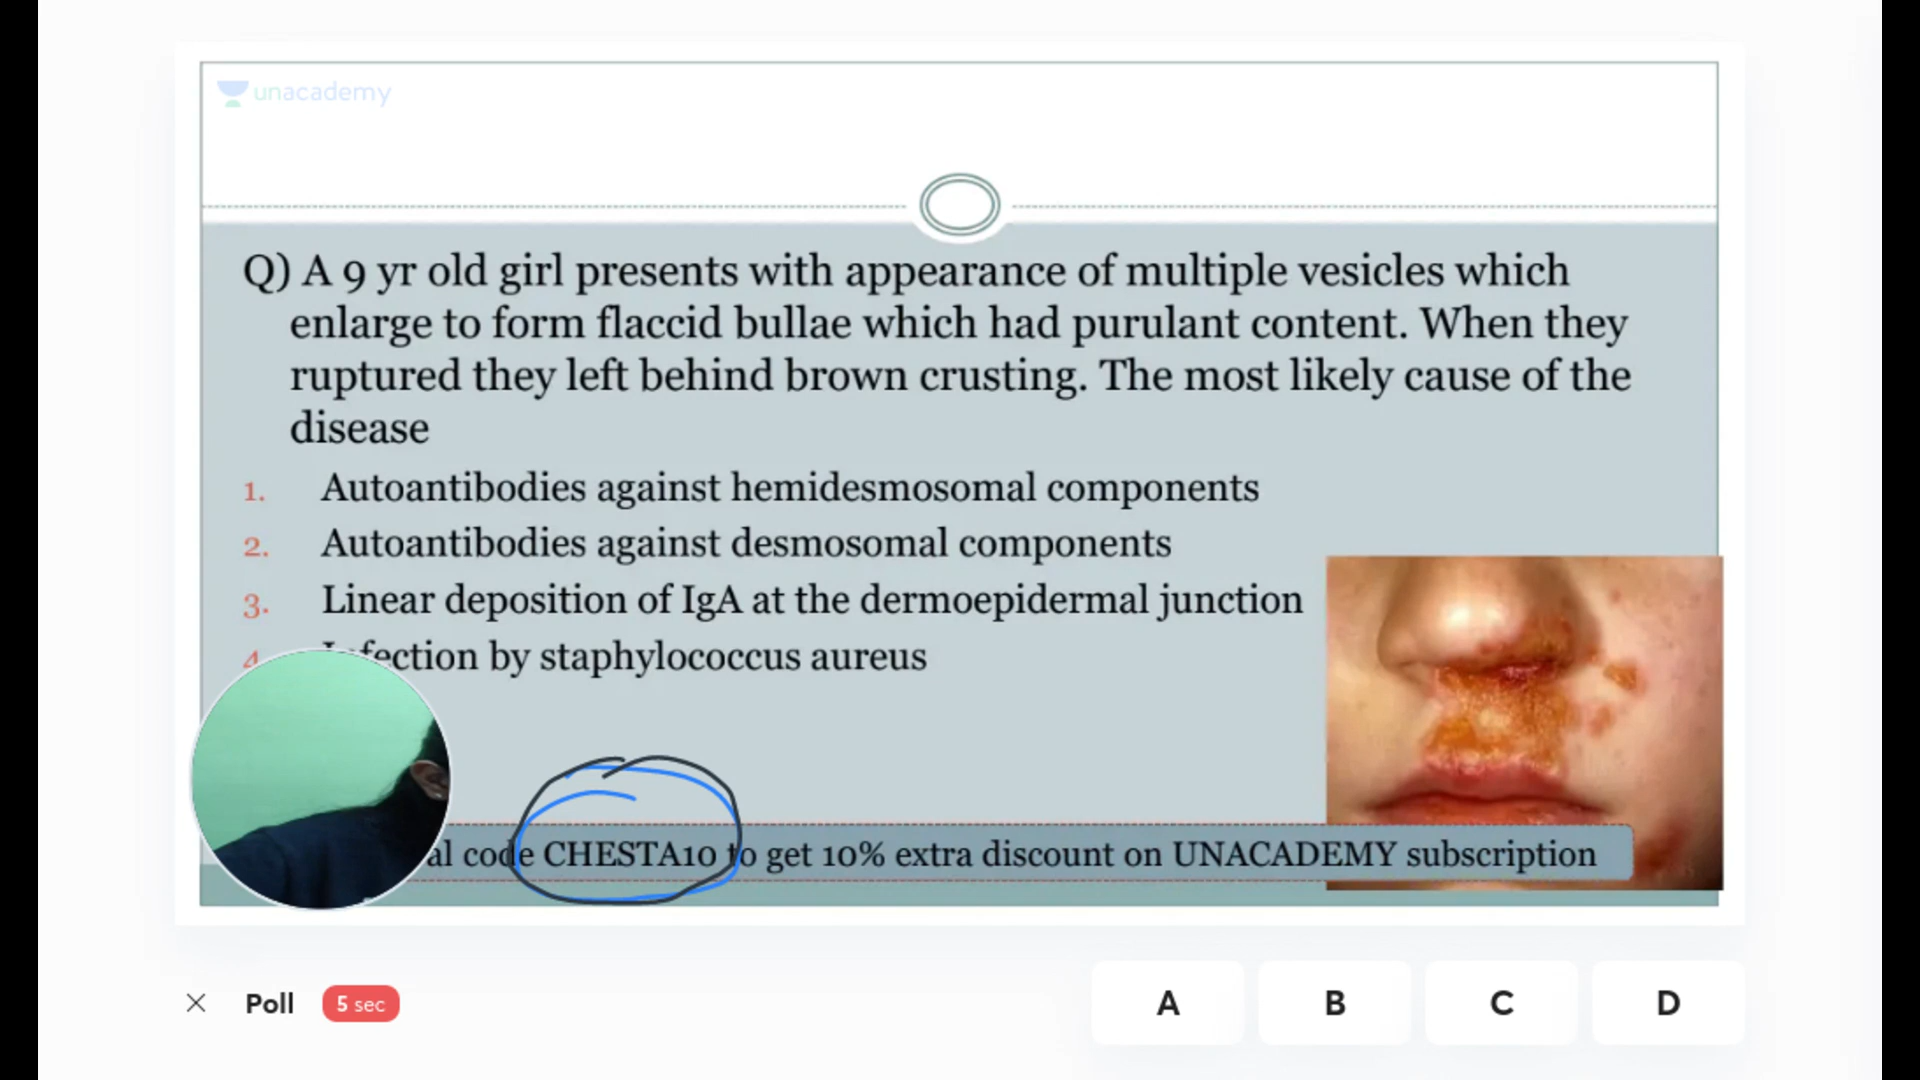 unacademy
Q) A 9 yr old girl presents with appearance of multiple vesicles which
enlarge to form flaccid bullae which had purulant content. When they
ruptured they left behind brown crusting. The most likely cause of the
disease
1. Autoantibodies against hemidesmosomal components
2. Autoantibodies against desmosomal components
3. Linear deposition of IgA at the dermoepidermal junction
4. Infection by staphylococcus aureus
al code CHESTA10 to get 10% extra discount on UNACADEMY subscription
Poll 5 sec A B C D